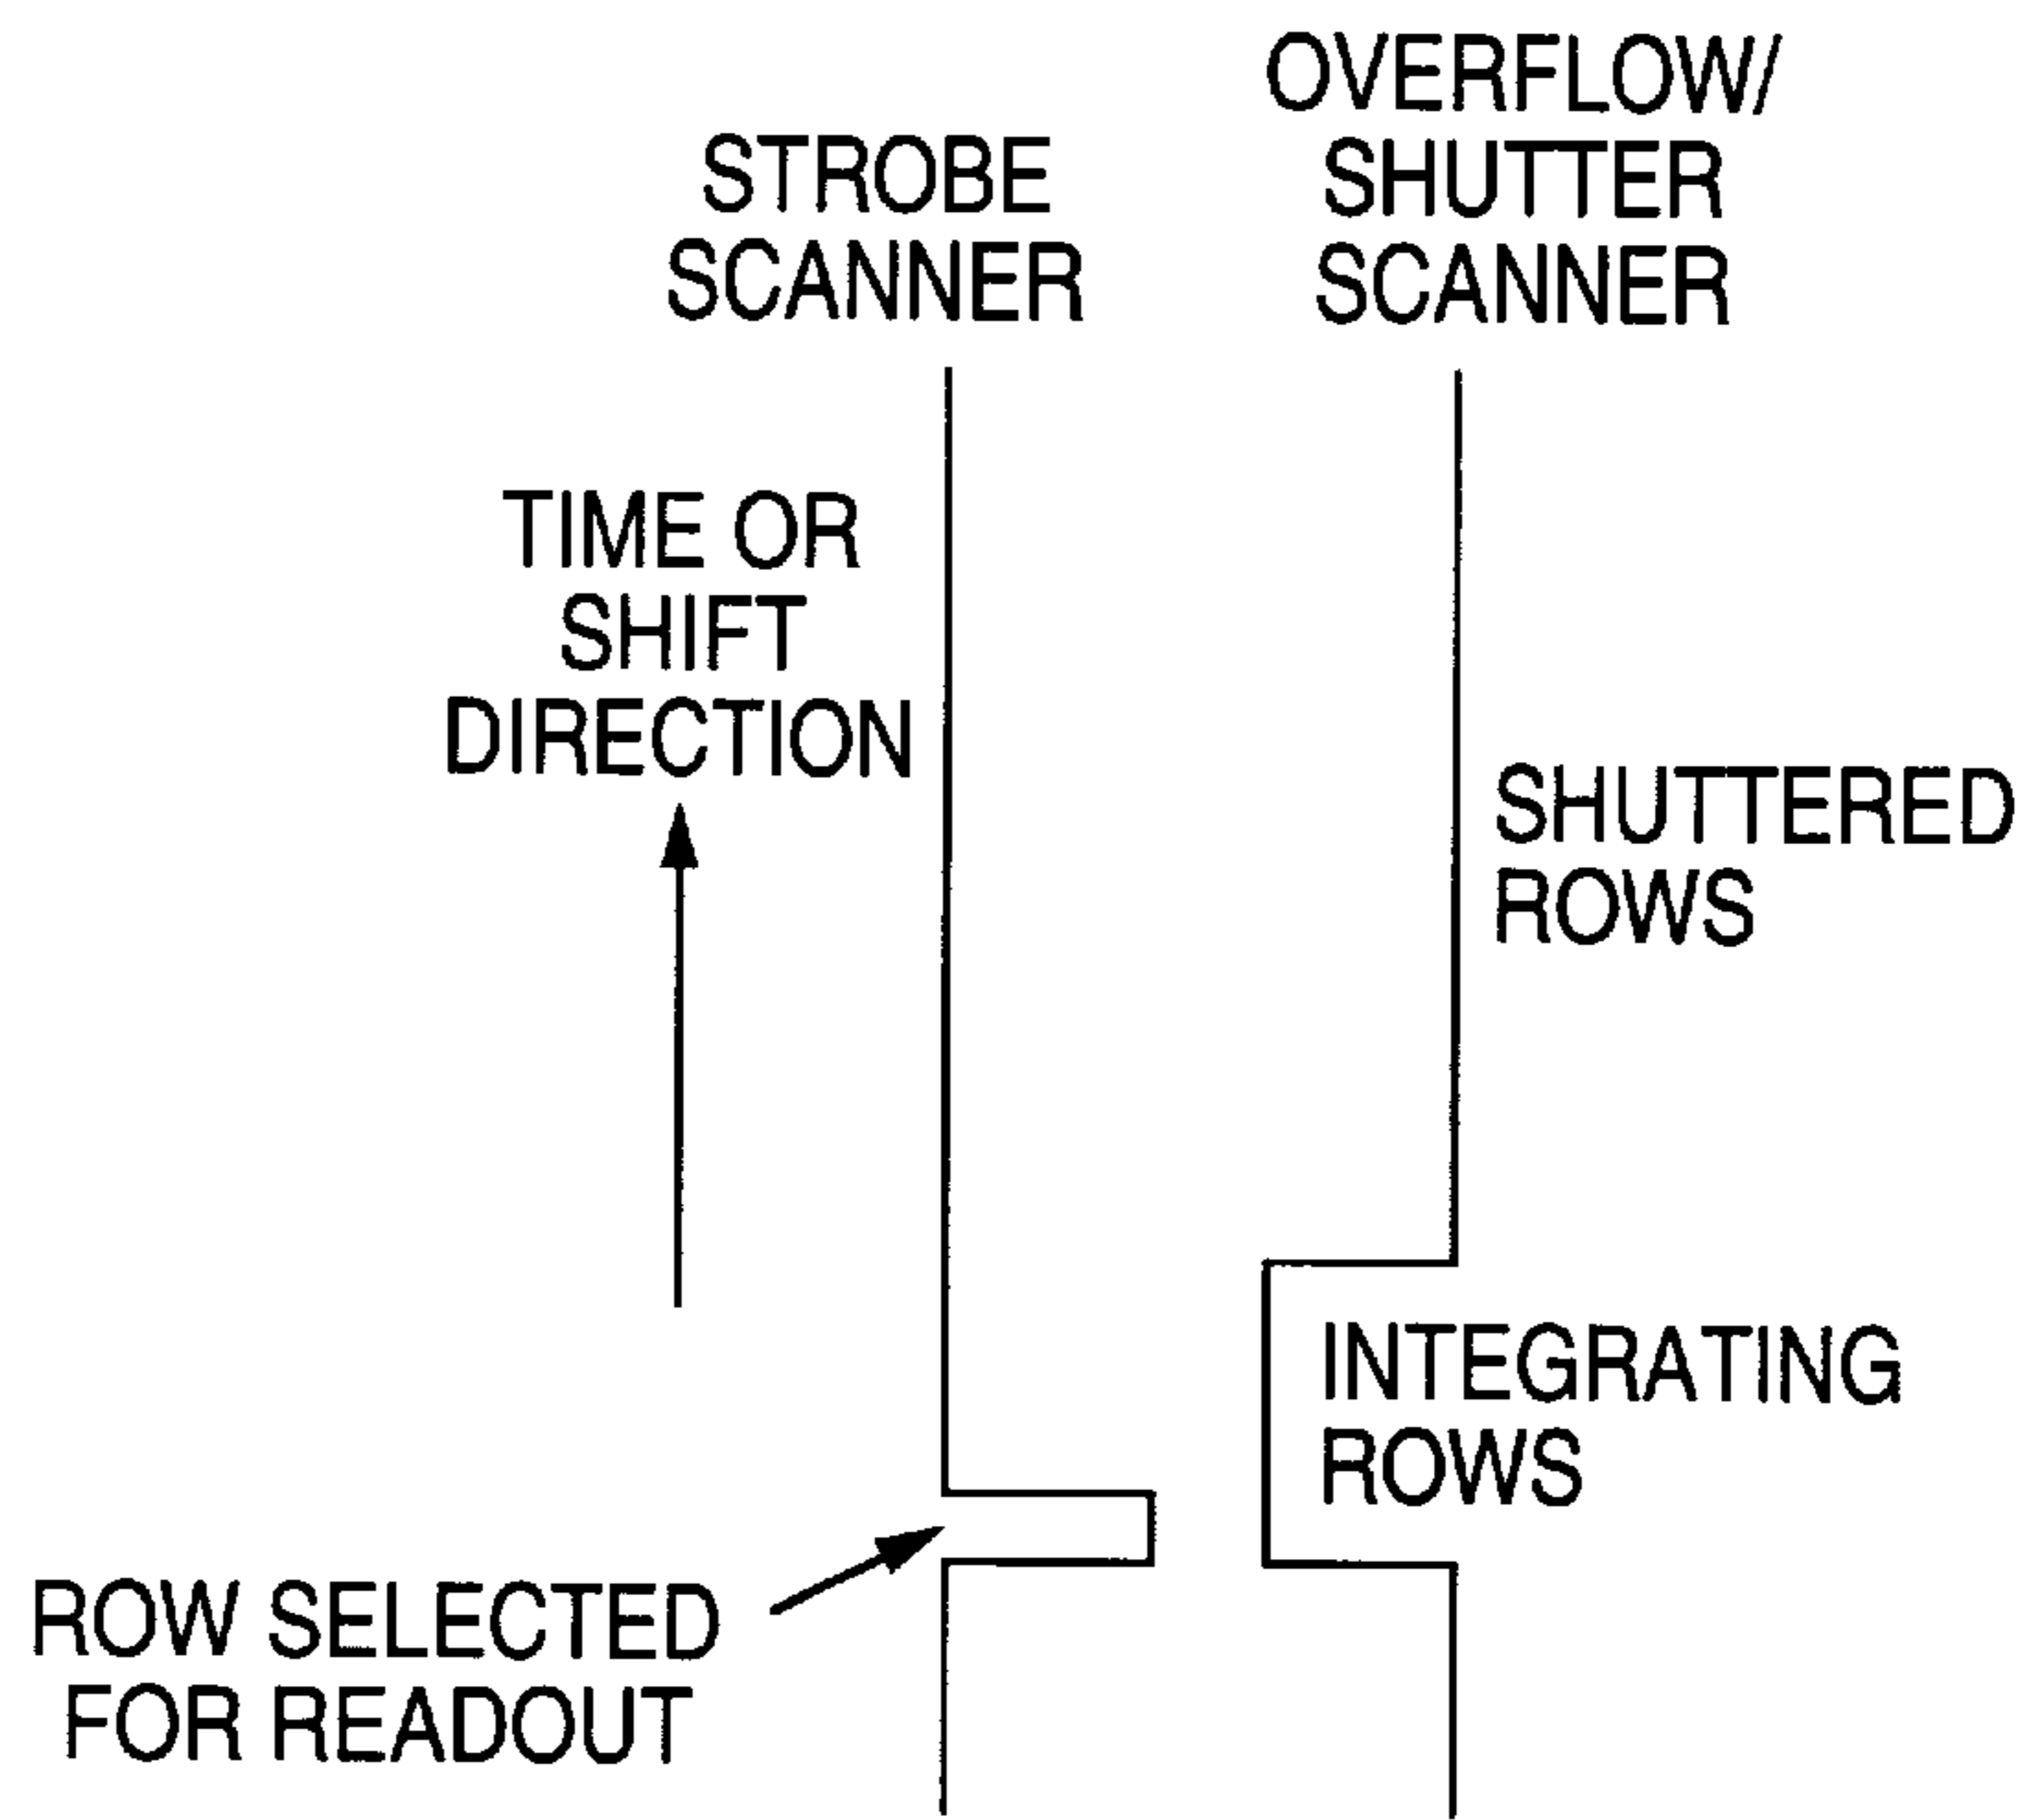 STROBE
SCANNER
OVERFLOW/
SHUTTER
SCANNER
TIME OR
SHIFT
DIRECTION
SHUTTERED
ROWS
INTEGRATING
ROWS
ROW SELECTED
FOR READOUT